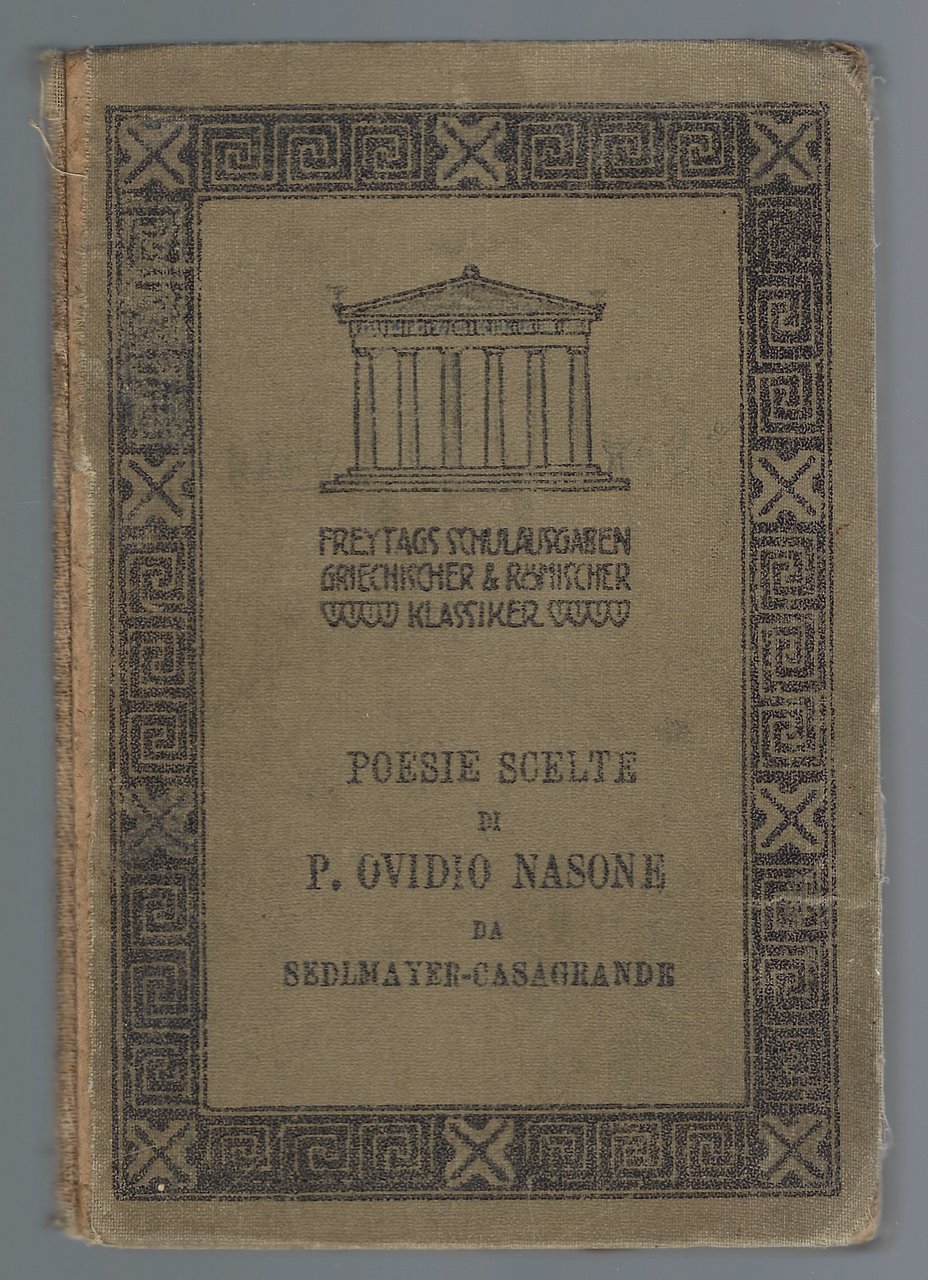 FREYTAGS SCHULAUSGABEN
GRIECHISCHER & RÖMISCHER
KLASSIKER
POESIE SCELTE
DI
P. OVIDIO NASONE
DA
SEDLMAYER-CASAGRANDE